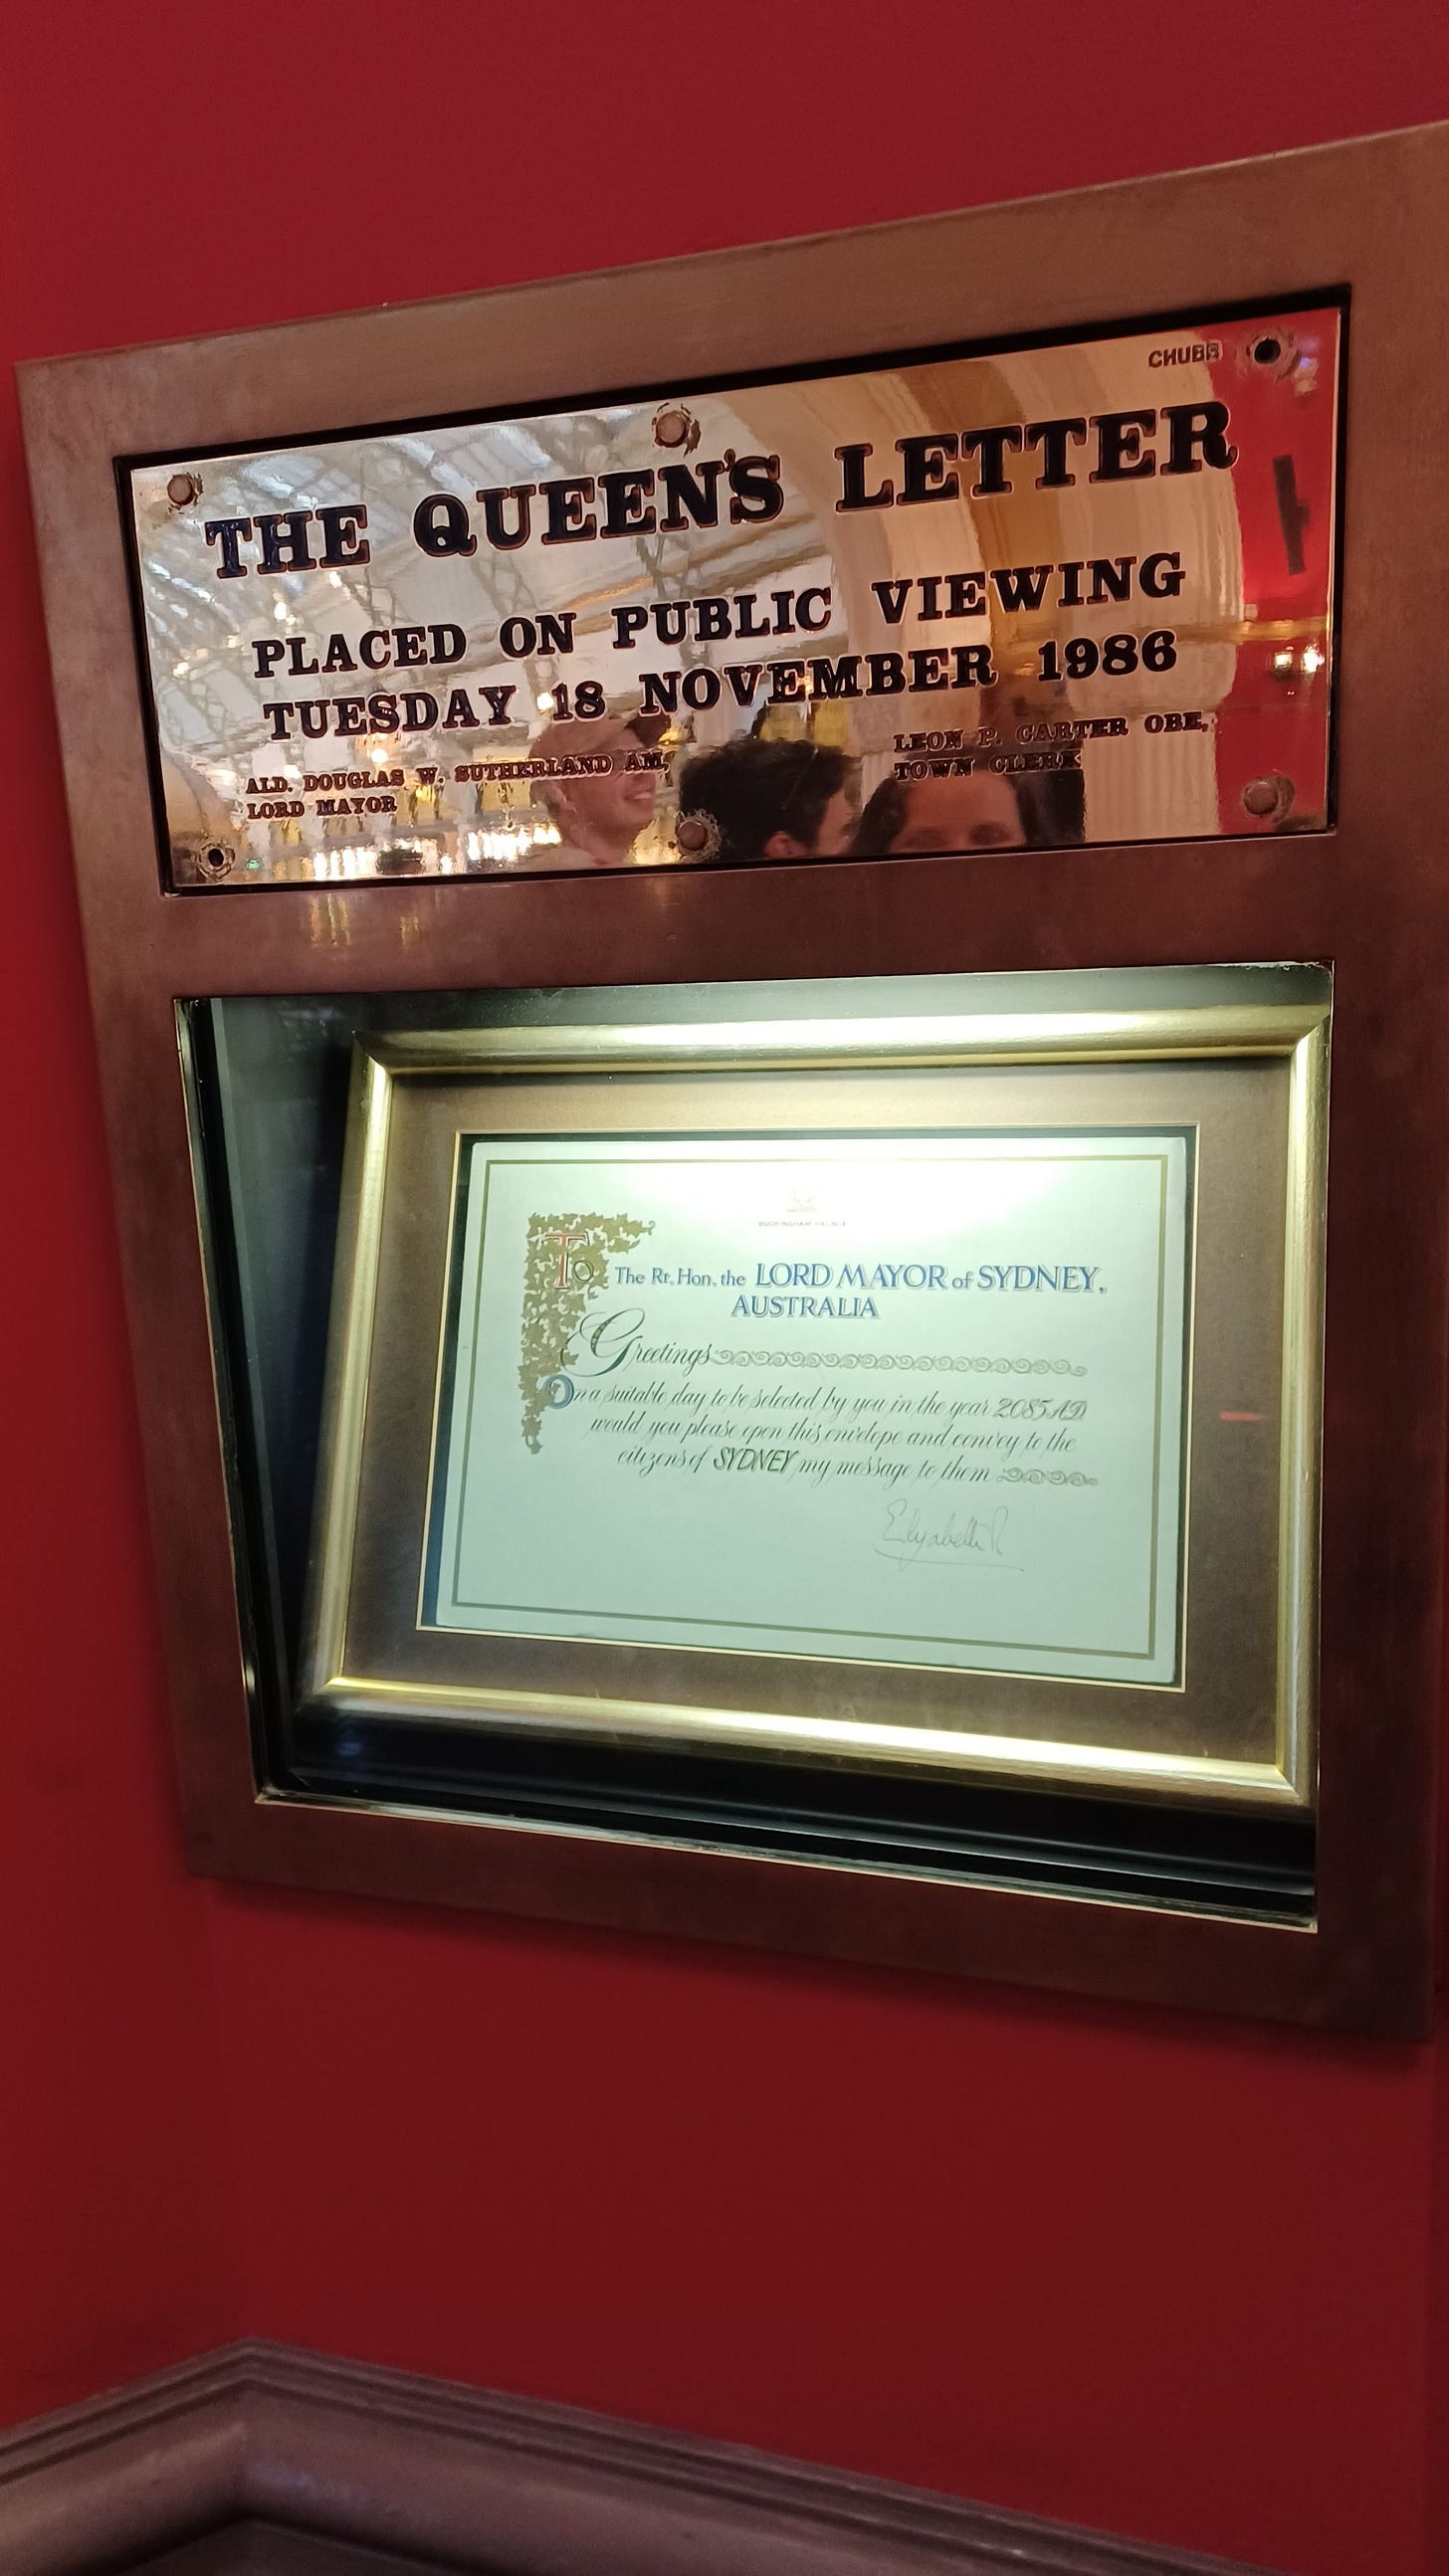 CHUBB
THE QUEEN'S LETTER
PLACED ON PUBLIC VIEWING
TUESDAY 18 NOVEMBER 1986
ALD. DOUGLAS W. SUTHERLAND AM,
LORD MAYOR
LEON P. CARTER OBE,
TOWN CLERK
BUCKINGHAM PALACE
To The Rt. Hon. the LORD MAYOR of SYDNEY,
AUSTRALIA
Greetings
On a suitable day to be selected by you in the year 2085 A.D
would you please open this envelope and convey to the
citizens of SYDNEY my message to them
Elizabeth R